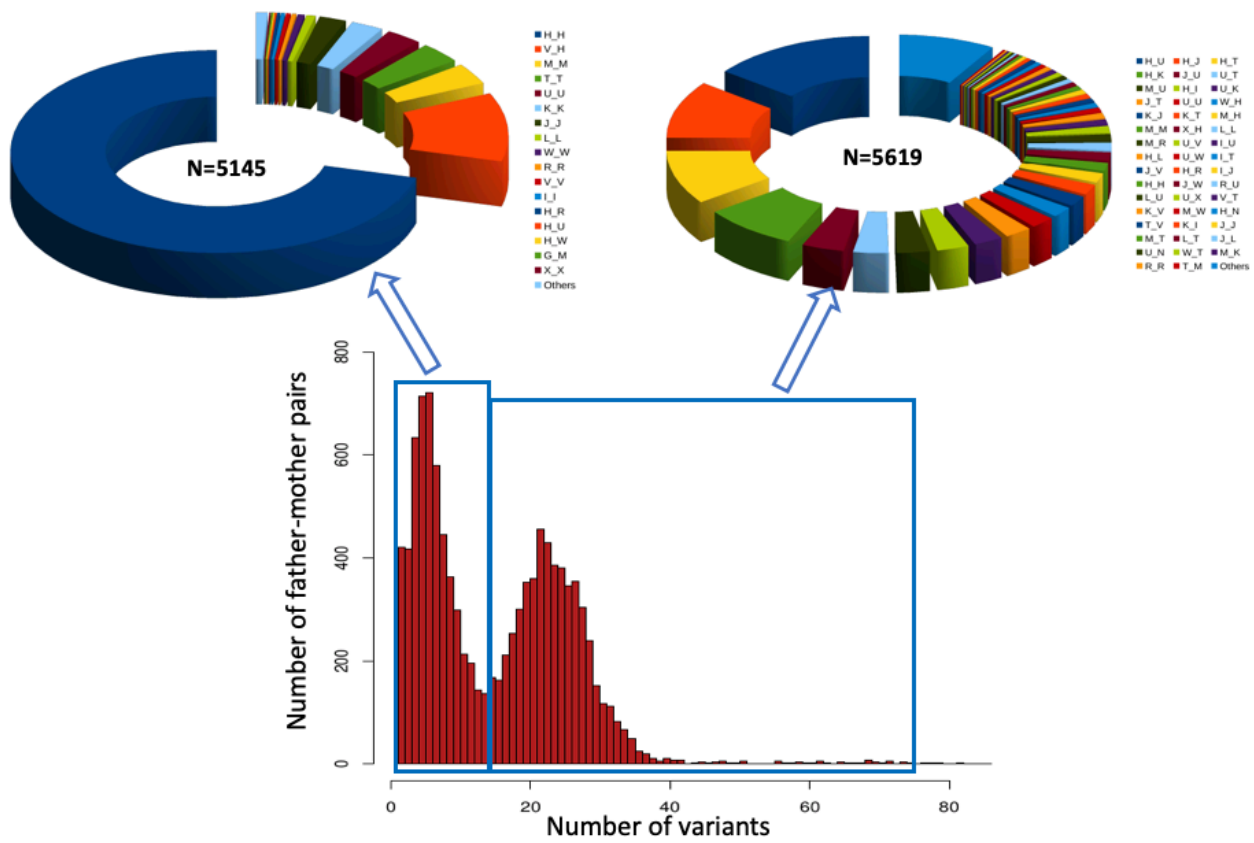 N=5145
H_H
V_H
M_M
T_T
U_U
K_K
J_J
L_L
W_W
R_R
V_V
I_I
H_R
H_U
H_W
G_M
X_X
Others
N=5619
H_U H_J H_T
H_K J_U U_T
M_U H_I U_K
J_T U_U W_H
K_J K_T M_H
M_M X_H L_L
M_R U_V I_U
H_L U_W I_T
J_V H_R I_J
H_H J_W R_U
L_U U_X V_T
K_V M_W H_N
T_V K_I J_J
M_T L_T J_L
U_N W_T M_K
R_R T_M Others
Number of father-mother pairs
800
600
400
200
0
0 20 40 60 80
Number of variants